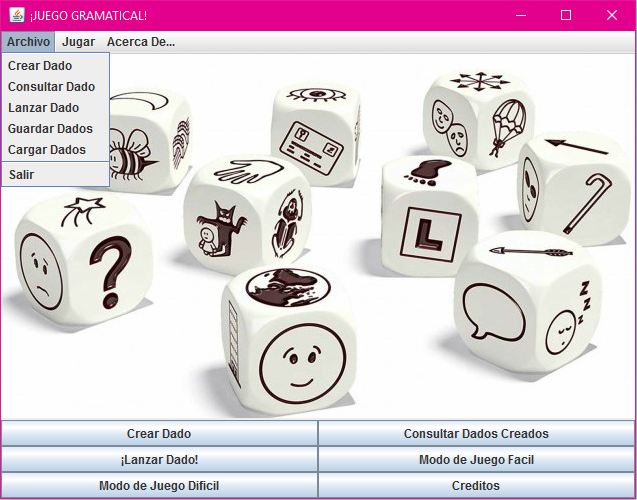 ¡JUEGO GRAMATICAL!
Archivo Jugar Acerca De...
Crear Dado
Consultar Dado
Lanzar Dado
Guardar Dados
Cargar Dados
Salir
?
L
z z z
Crear Dado Consultar Dados Creados
¡Lanzar Dado! Modo de Juego Facil
Modo de Juego Dificil Creditos